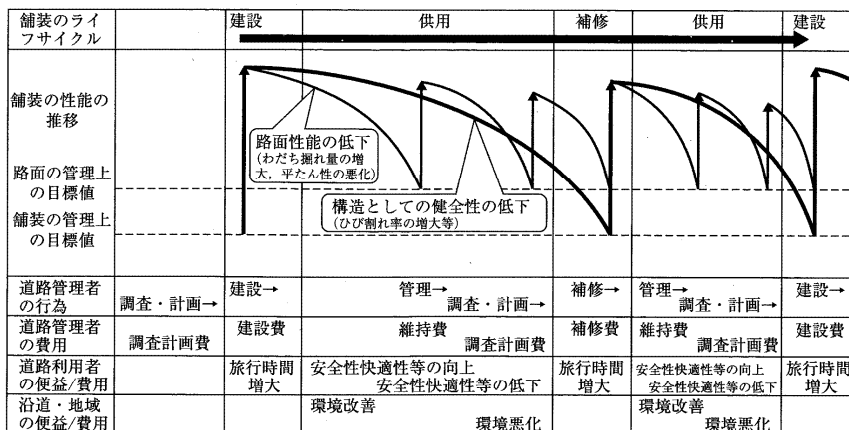 舗装のライ
フサイクル
建設
供用
補修
供用
建設
舗装の性能の
推移
路面性能の低下
(わだち掘れ量の増
大,平たん性の悪化)
路面の管理上
の目標値
構造としての健全性の低下
(ひび割れ率の増大等)
舗装の管理上
の目標値
道路管理者
の行為
調査・計画→
建設→
管理→
調査・計画→
補修→
管理→
調査・計画→
建設→
道路管理者
の費用
調査計画費
建設費
維持費
調査計画費
補修費
維持費
調査計画費
建設費
道路利用者
の便益/費用
旅行時間
増大
安全性快適性等の向上
安全性快適性等の低下
旅行時間
増大
安全性快適性等の向上
安全性快適性等の低下
旅行時間
増大
沿道・地域
の便益/費用
環境改善
環境悪化
環境改善
環境悪化